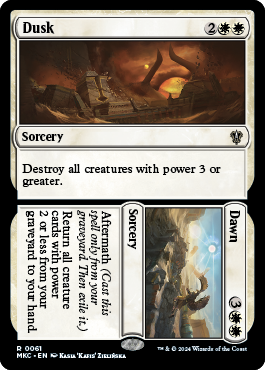 Dusk 2
Sorcery
Destroy all creatures with power 3 or
greater.
Dawn 3
Sorcery
Aftermath (Cast this
spell only from your
graveyard. Then exile it.)
Return all creature
cards with power
2 or less from your
graveyard to your hand.
R 0061
MKC • EN KASIA 'KAFIS' ZIELIŃSKA
™ & © 2024 Wizards of the Coast